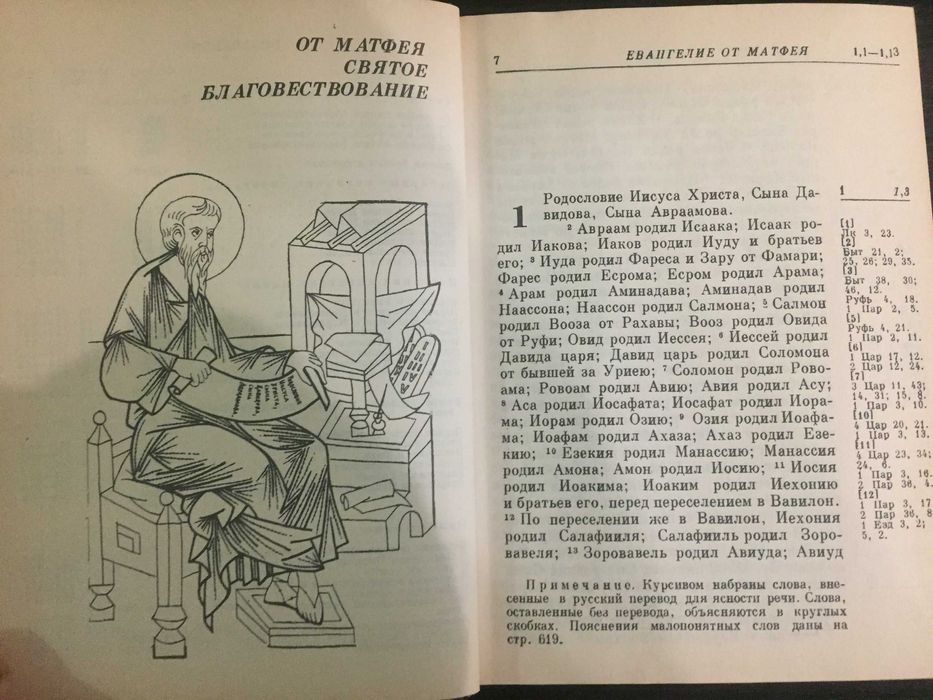 ОТ МАТФЕЯ
СВЯТОЕ
БЛАГОВЕСТВОВАНИЕ
7 ЕВАНГЕЛИЕ ОТ МАТФЕЯ 1,1—1,13
1 Родословие Иисуса Христа, Сына Да-
видова, Сына Авраамова.
² Авраам родил Исаака; Исаак ро-
дил Иакова; Иаков родил Иуду и братьев
его; ³ Иуда родил Фареса и Зару от Фамари;
Фарес родил Есрома; Есром родил Арама;
⁴ Арам родил Аминадава; Аминадав родил
Наассона; Наассон родил Салмона; ⁵ Салмон
родил Вооза от Рахавы; Вооз родил Овида
от Руфи; Овид родил Иессея; ⁶ Иессей родил
Давида царя; Давид царь родил Соломона
от бывшей за Уриею; ⁷ Соломон родил Рово-
ама; Ровоам родил Авию; Авия родил Асу;
⁸ Аса родил Иосафата; Иосафат родил Иора-
ма; Иорам родил Озию; ⁹ Озия родил Иоафа-
ма; Иоафам родил Ахаза; Ахаз родил Езе-
кию; ¹⁰ Езекия родил Манассию; Манассия
родил Амона; Амон родил Иосию; ¹¹ Иосия
родил Иоакима; Иоаким родил Иехонию
и братьев его, перед переселением в Вавилон.
¹² По переселении же в Вавилон, Иехония
родил Салафииля; Салафииль родил Зоро-
вавеля; ¹³ Зоровавель родил Авиуда; Авиуд
Примечание. Курсивом набраны слова, вне-
сенные в русский перевод для ясности речи. Слова,
оставленные без перевода, объясняются в круглых
скобках. Пояснения малопонятных слов даны на
стр. 619.
1 1,3
[1]
Лк 3, 23.
[2]
Быт 21, 2;
25, 26; 29, 35.
[3]
Быт 38, 30;
46, 12.
Руфь 4, 18.
1 Пар 2, 5.
[5]
Руфь 4, 21.
1 Пар 2, 11.
[6]
1 Цар 17, 12.
2 Цар 12, 24.
[7]
3 Цар 11, 43;
14, 31; 15, 8.
1 Пар 3, 10.
[10]
4 Цар 20, 21.
1 Пар 3, 13.
[11]
4 Цар 23, 34;
24, 6.
1 Пар 3, 16.
2 Пар 36, 4.
[12]
1 Пар 3, 17
2 Пар 36, 8
1 Езд 3, 2;
5, 2.